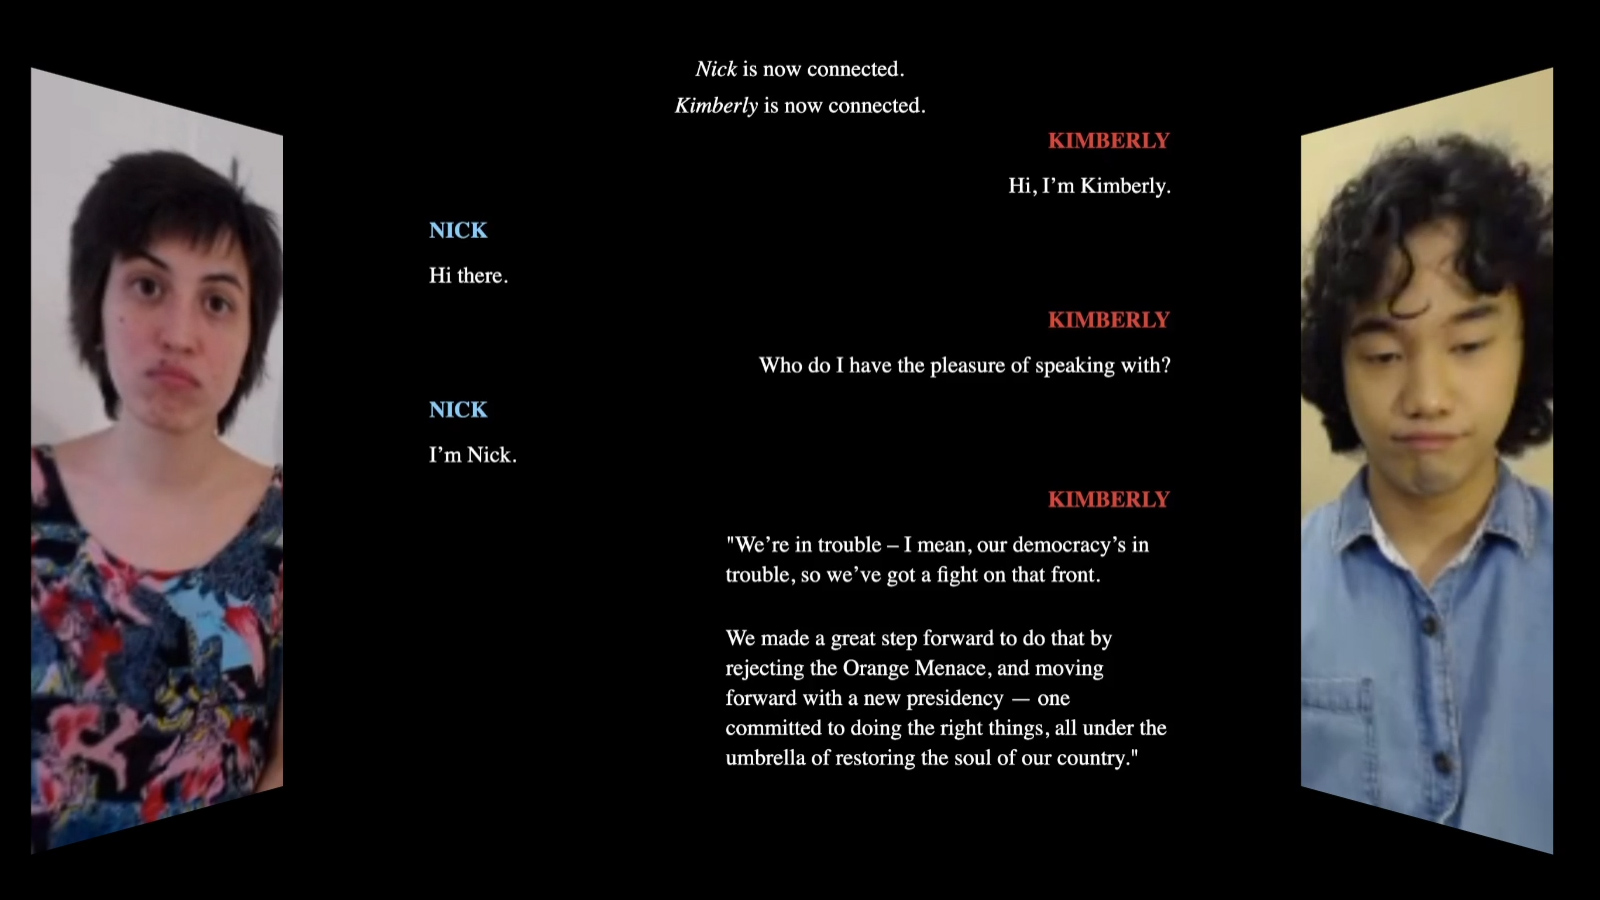 Nick is now connected.
Kimberly is now connected.
KIMBERLY
Hi, I’m Kimberly.
NICK
Hi there.
KIMBERLY
Who do I have the pleasure of speaking with?
NICK
I’m Nick.
KIMBERLY
"We’re in trouble – I mean, our democracy’s in
trouble, so we’ve got a fight on that front.
We made a great step forward to do that by
rejecting the Orange Menace, and moving
forward with a new presidency — one
committed to doing the right things, all under the
umbrella of restoring the soul of our country."